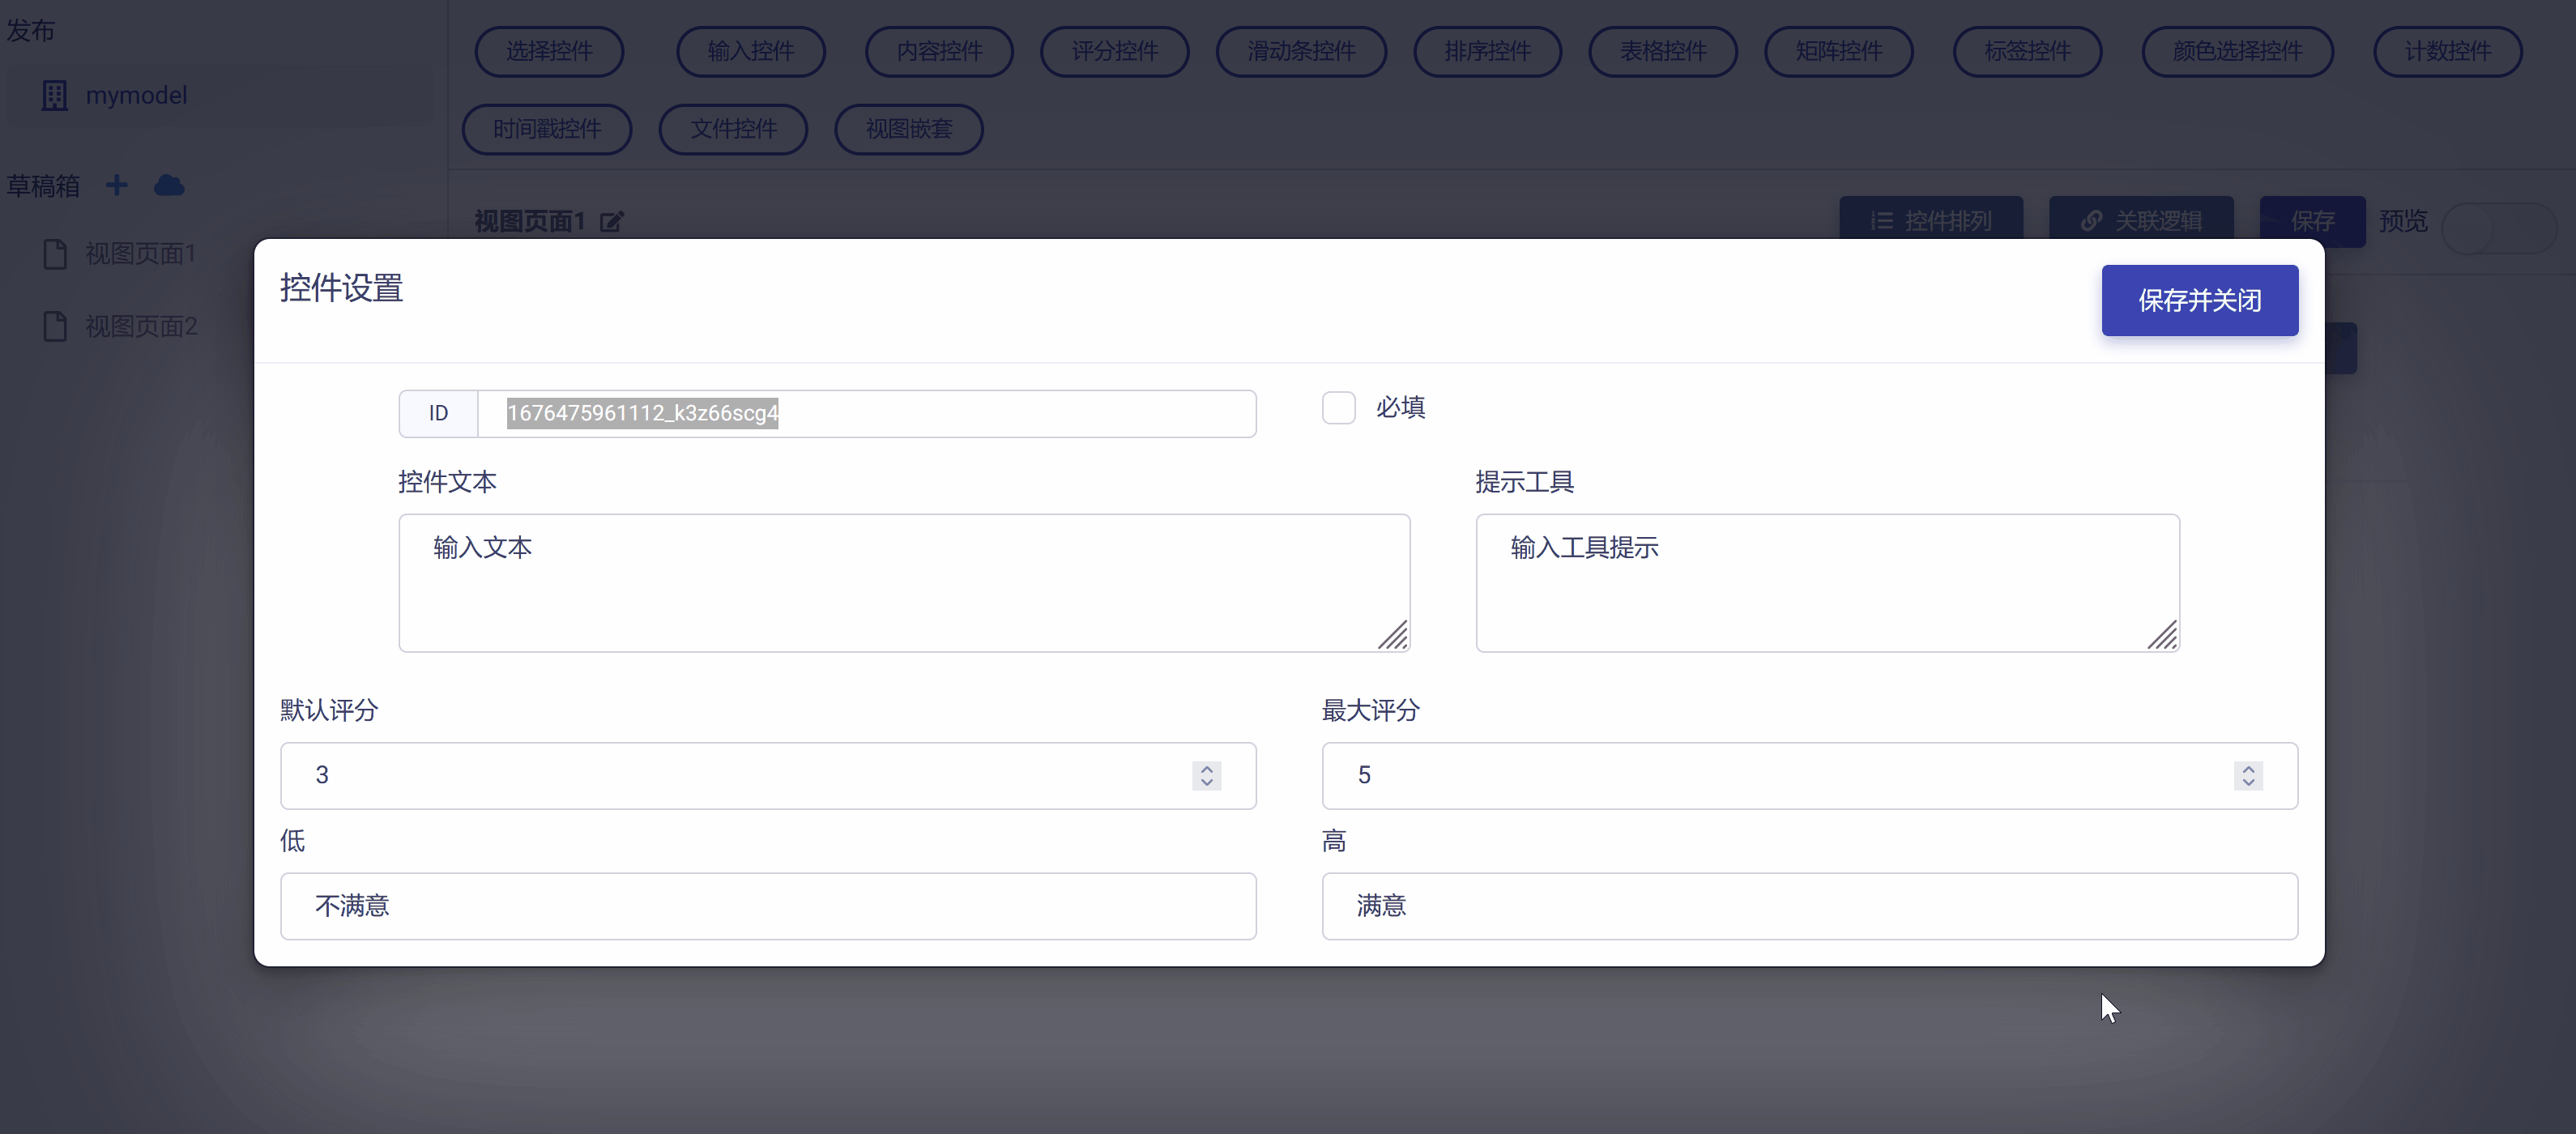 发布
mymodel
草稿箱
视图页面1
视图页面2
选择控件 输入控件 内容控件 评分控件 滑动条控件 排序控件 表格控件 矩阵控件 标签控件 颜色选择控件 计数控件
时间戳控件 文件控件 视图嵌套
视图页面1 控件排列 关联逻辑 保存 预览
控件设置 保存并关闭
ID 1676475961112_k3z66scg4 必填
控件文本 提示工具
输入文本 输入工具提示
默认评分 最大评分
3 5
低 高
不满意 满意